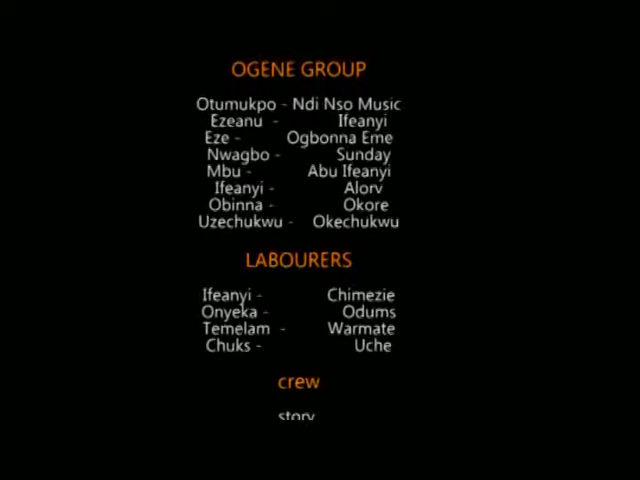 OGENE GROUP
Otumukpo - Ndi Nso Music
Ezeanu - Ifeanyi
Eze - Ogbonna Eme
Nwagbo - Sunday
Mbu - Abu Ifeanyi
Ifeanyi - Alorv
Obinna - Okore
Uzechukwu - Okechukwu
LABOURERS
Ifeanyi - Chimezie
Onyeka - Odums
Temelam - Warmate
Chuks - Uche
crew
story